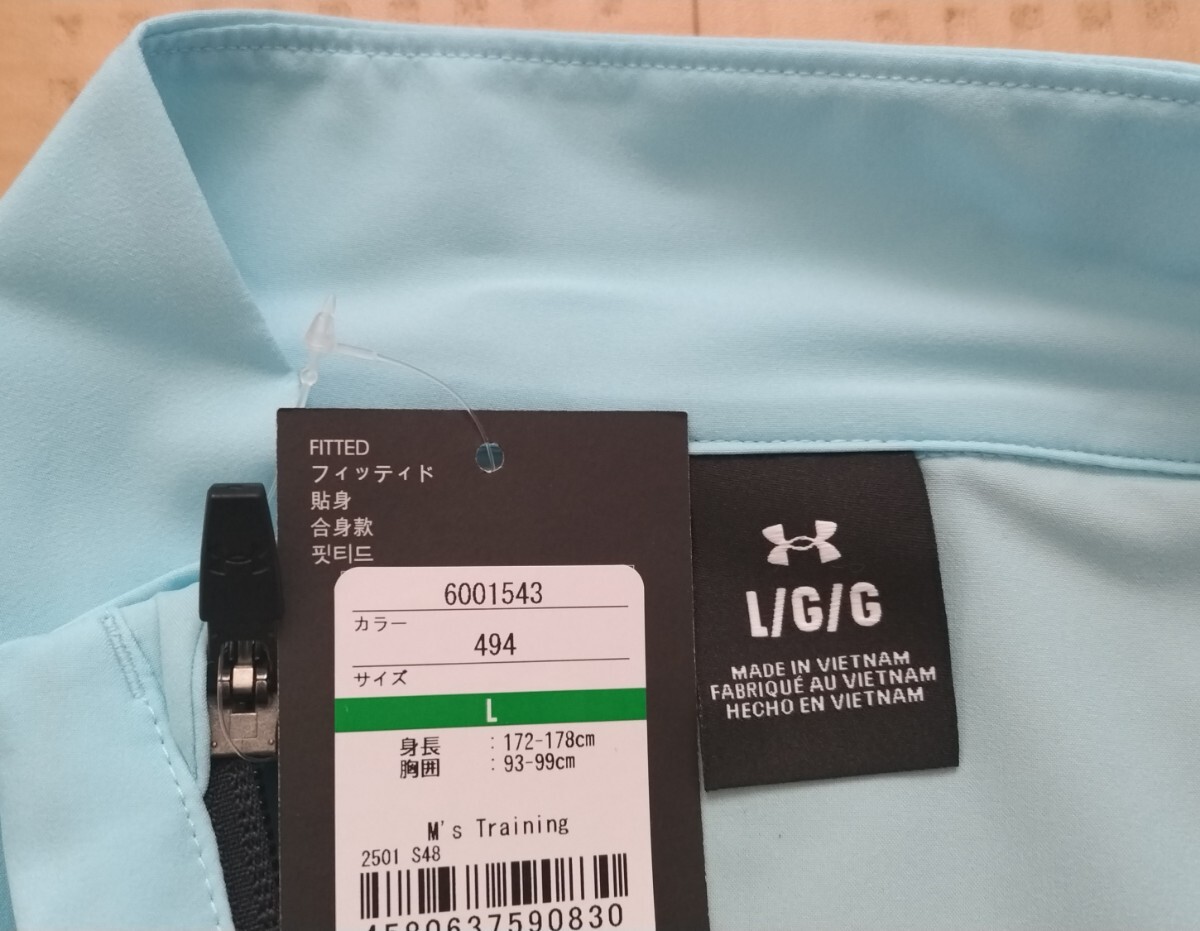 FITTED
フィッティド
貼身
合身款
핏티드
6001543
カラー
494
サイズ
L
身長 : 172-178cm
胸囲 : 93-99cm
M's Training
2501 S48
4580637590830
L/G/G
MADE IN VIETNAM
FABRIQUÉ AU VIETNAM
HECHO EN VIETNAM